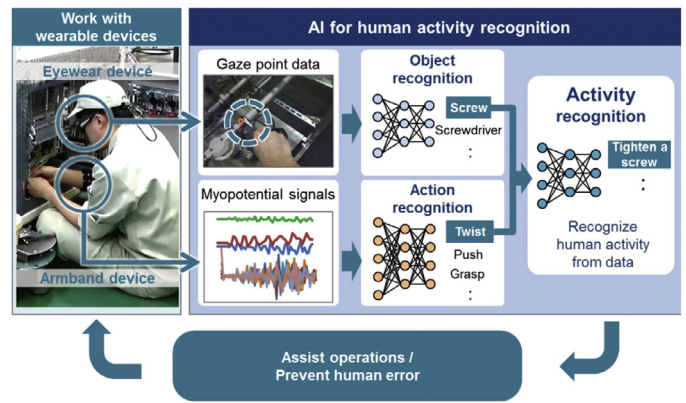 Work with
wearable devices
Eyewear device
Armband device
AI for human activity recognition
Gaze point data
Myopotential signals
Object
recognition
Screw
Screwdriver
:
Action
recognition
Twist
Push
Grasp
:
Activity
recognition
Tighten a
screw
:
Recognize
human activity
from data
Assist operations /
Prevent human error